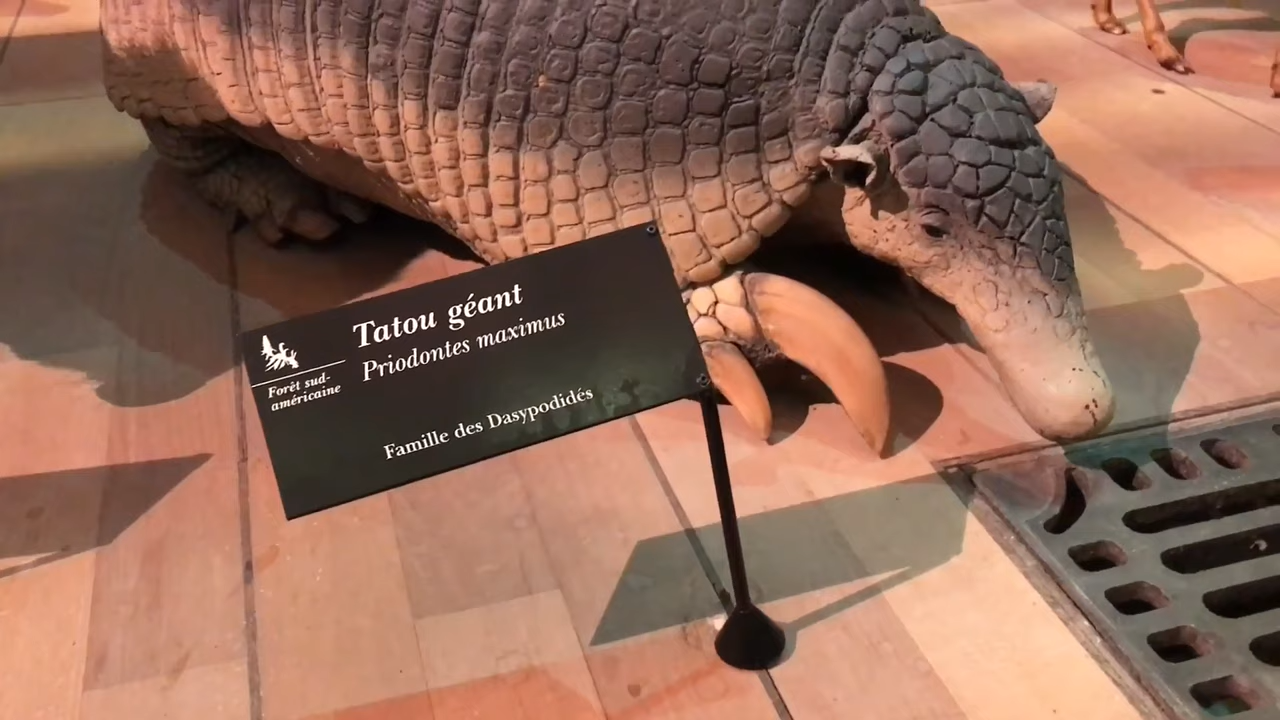 Tatou géant
Priodontes maximus
Forêt sud-
américaine
Famille des Dasypodidés